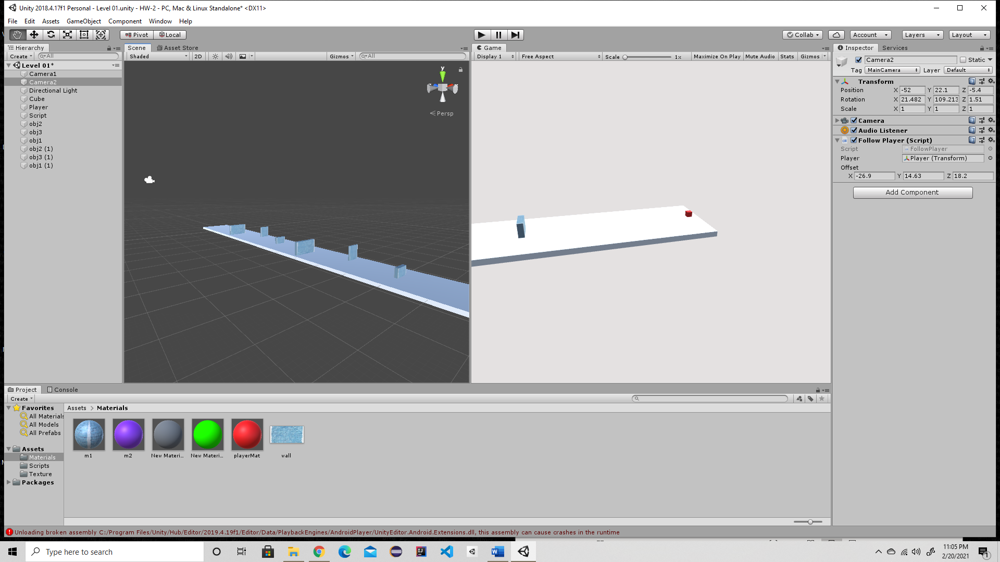 Unity 2018.4.17f1 Personal - Level 01.unity - HW-2 - PC, Mac & Linux Standalone* <DX11>
File Edit Assets GameObject Component Window Help
Pivot Local Collab Account Layers Layout
Hierarchy
Create All
Level 01*
Camera1
Camera2
Directional Light
Cube
Player
Script
obj2
obj3
obj1
obj2 (1)
obj3 (1)
obj1 (1)
Scene Asset Store
Shaded 2D Gizmos All
y
Persp
Game
Display 1 Free Aspect Scale 1x Maximize On Play Mute Audio Stats Gizmos
Inspector Services
Camera2 Static
Tag MainCamera Layer Default
Transform
Position X -52 Y 22.1 Z -5.4
Rotation X 21.482 Y 109.213 Z 1.51
Scale X 1 Y 1 Z 1
Camera
Audio Listener
Follow Player (Script)
Script FollowPlayer
Player Player (Transform)
Offset
X -26.9 Y 14.63 Z 18.2
Add Component
Project Console
Create
Favorites
All Materials
All Models
All Prefabs
Assets
Materials
Scripts
Texture
Packages
Assets > Materials
m1 m2 New Materi... New Materi... playerMat wall
Unloading broken assembly C:/Program Files/Unity/Hub/Editor/2019.4.19f1/Editor/Data/PlaybackEngines/AndroidPlayer/UnityEditor.Android.Extensions.dll, this assembly can cause crashes in the runtime
Type here to search
11:05 PM
2/20/2021
1